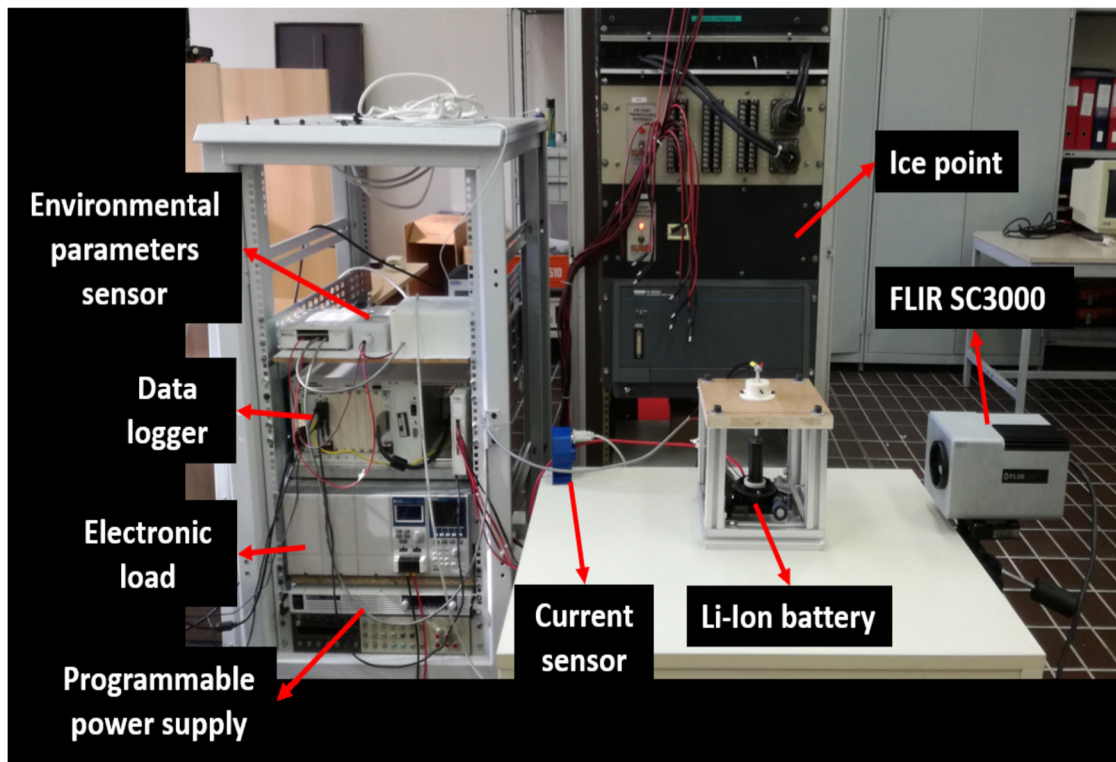 Ice point
Environmental
parameters
sensor
FLIR SC3000
Data
logger
FLIR
Electronic
load
Current
sensor
Li-Ion battery
Programmable
power supply